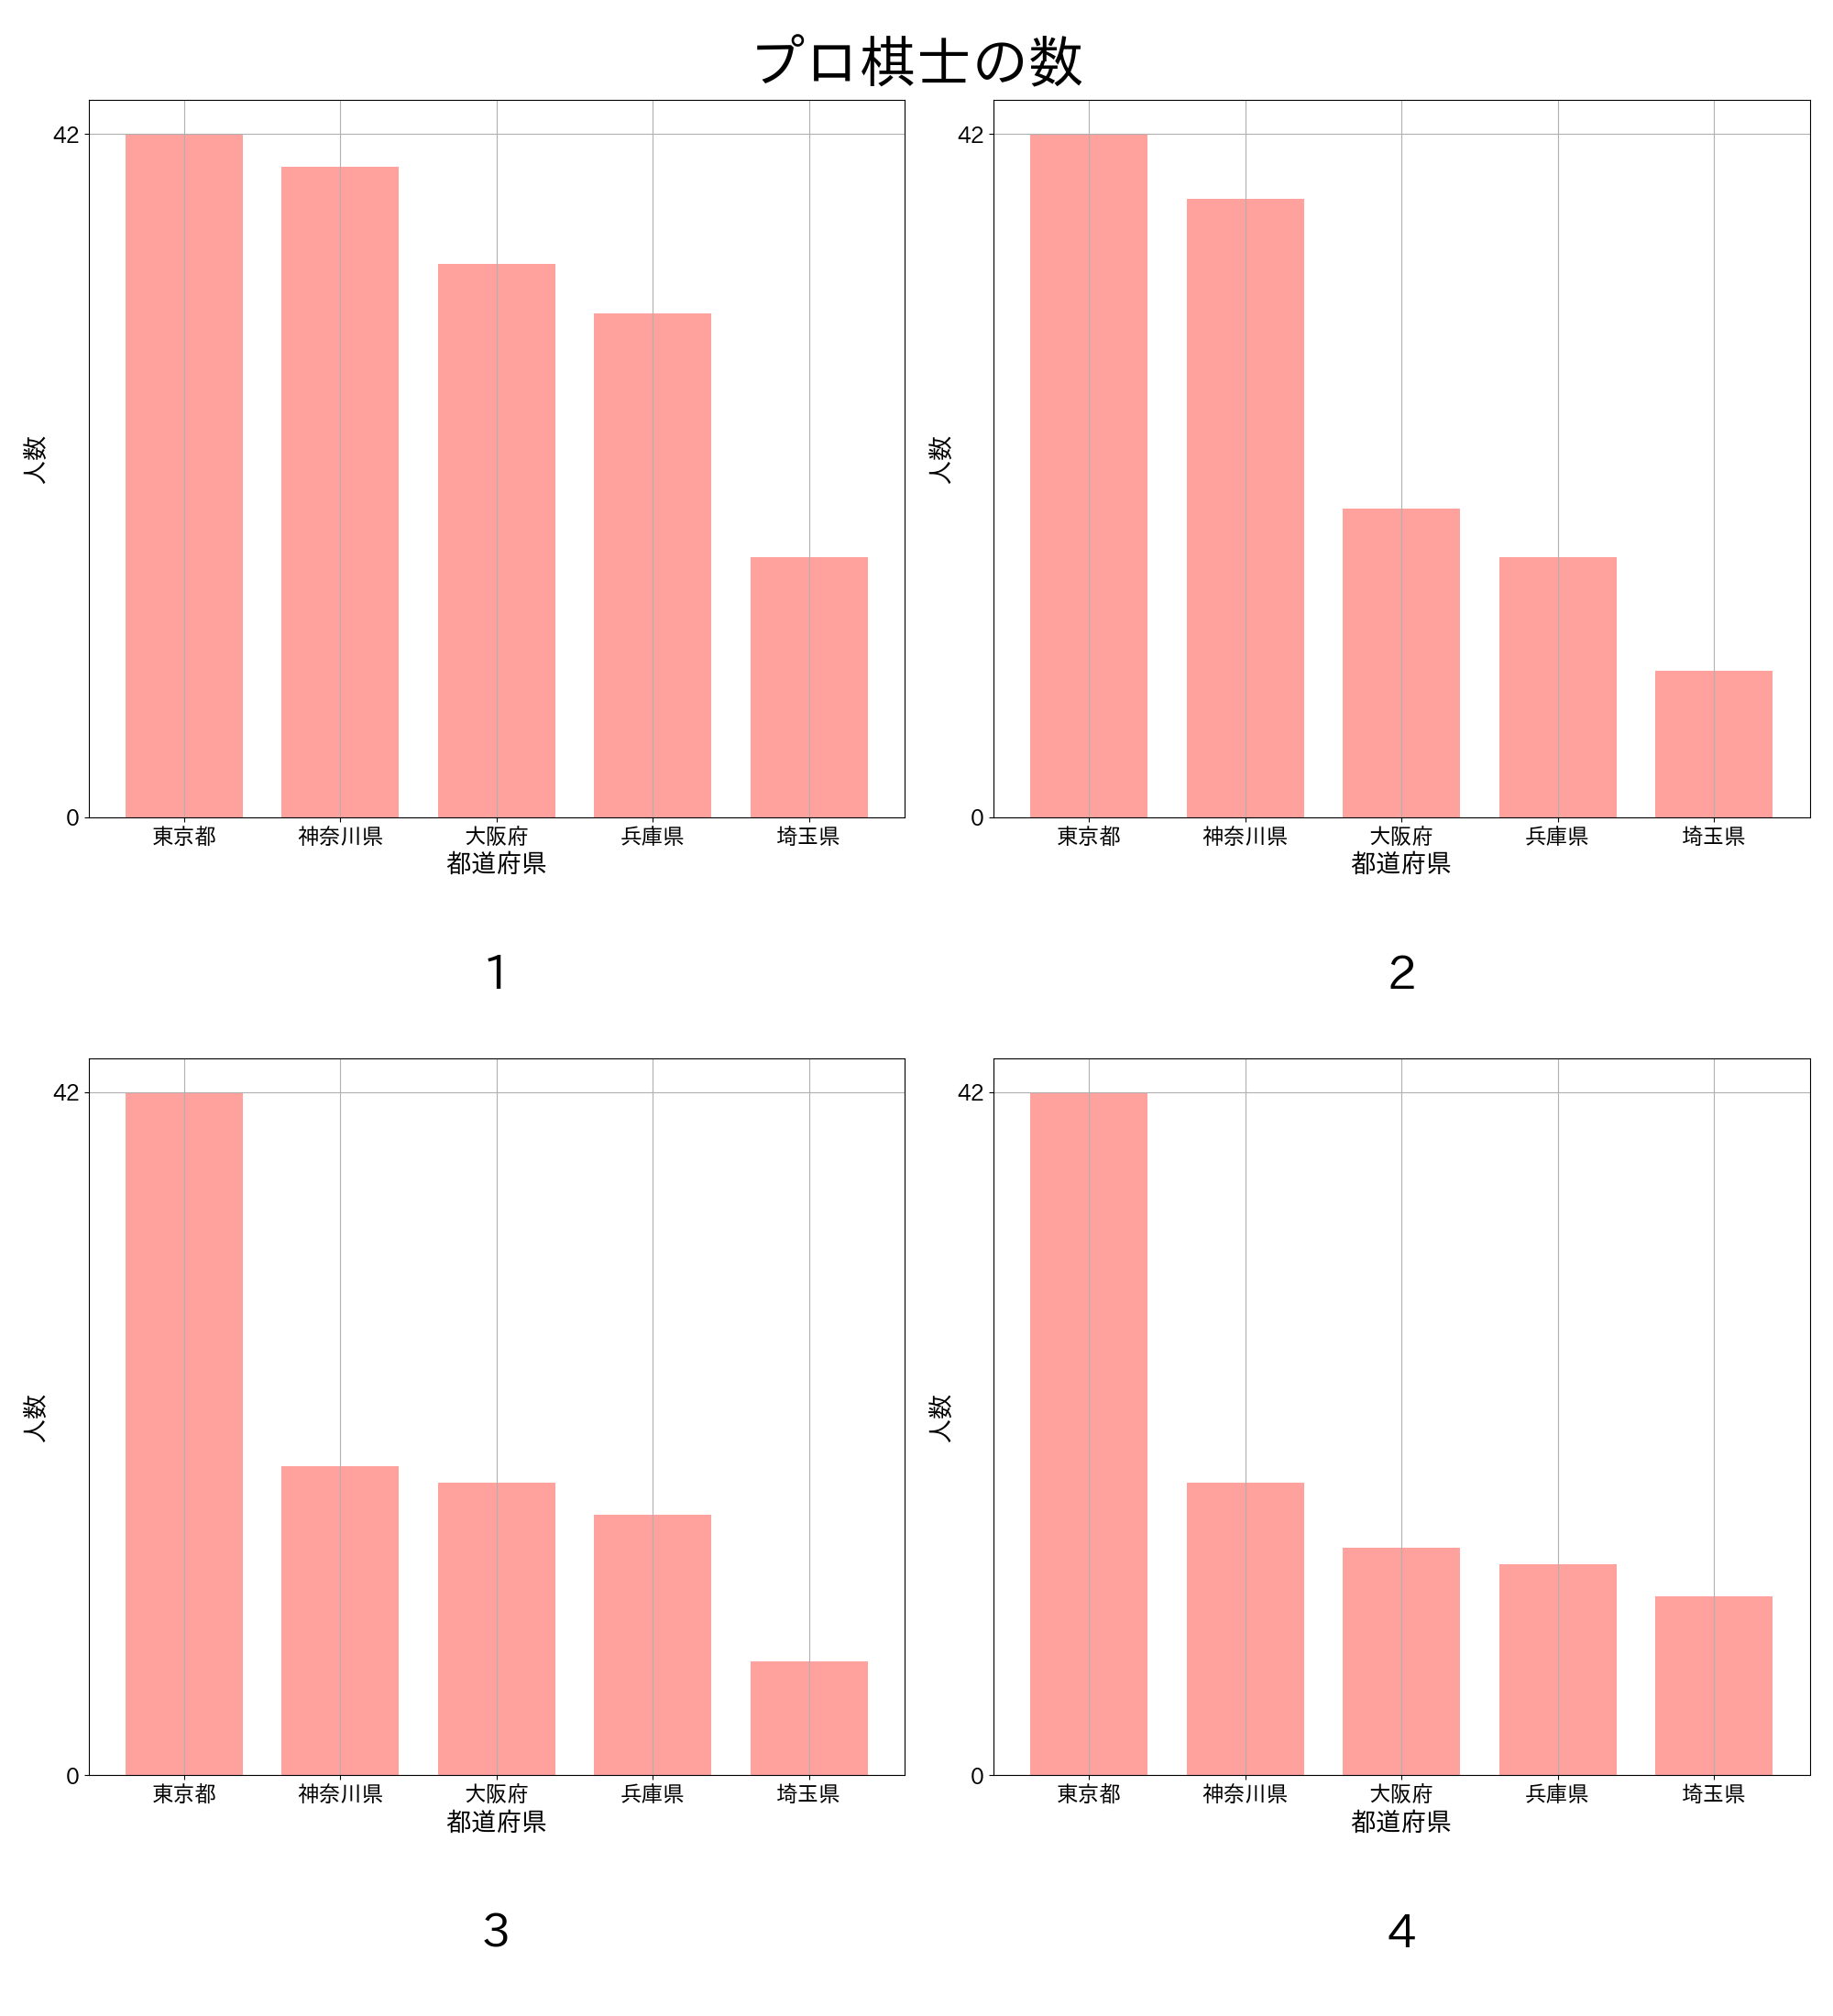 プロ棋士の数
42
0
人数
東京都 神奈川県 大阪府 兵庫県 埼玉県
都道府県
1
42
0
人数
東京都 神奈川県 大阪府 兵庫県 埼玉県
都道府県
2
42
0
人数
東京都 神奈川県 大阪府 兵庫県 埼玉県
都道府県
3
42
0
人数
東京都 神奈川県 大阪府 兵庫県 埼玉県
都道府県
4